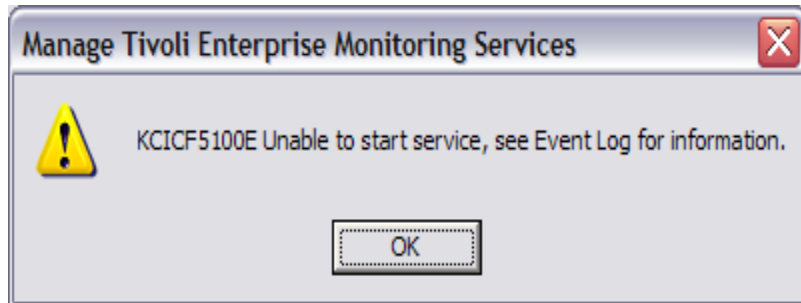 Manage Tivoli Enterprise Monitoring Services
KCICF5100E Unable to start service, see Event Log for information.
OK